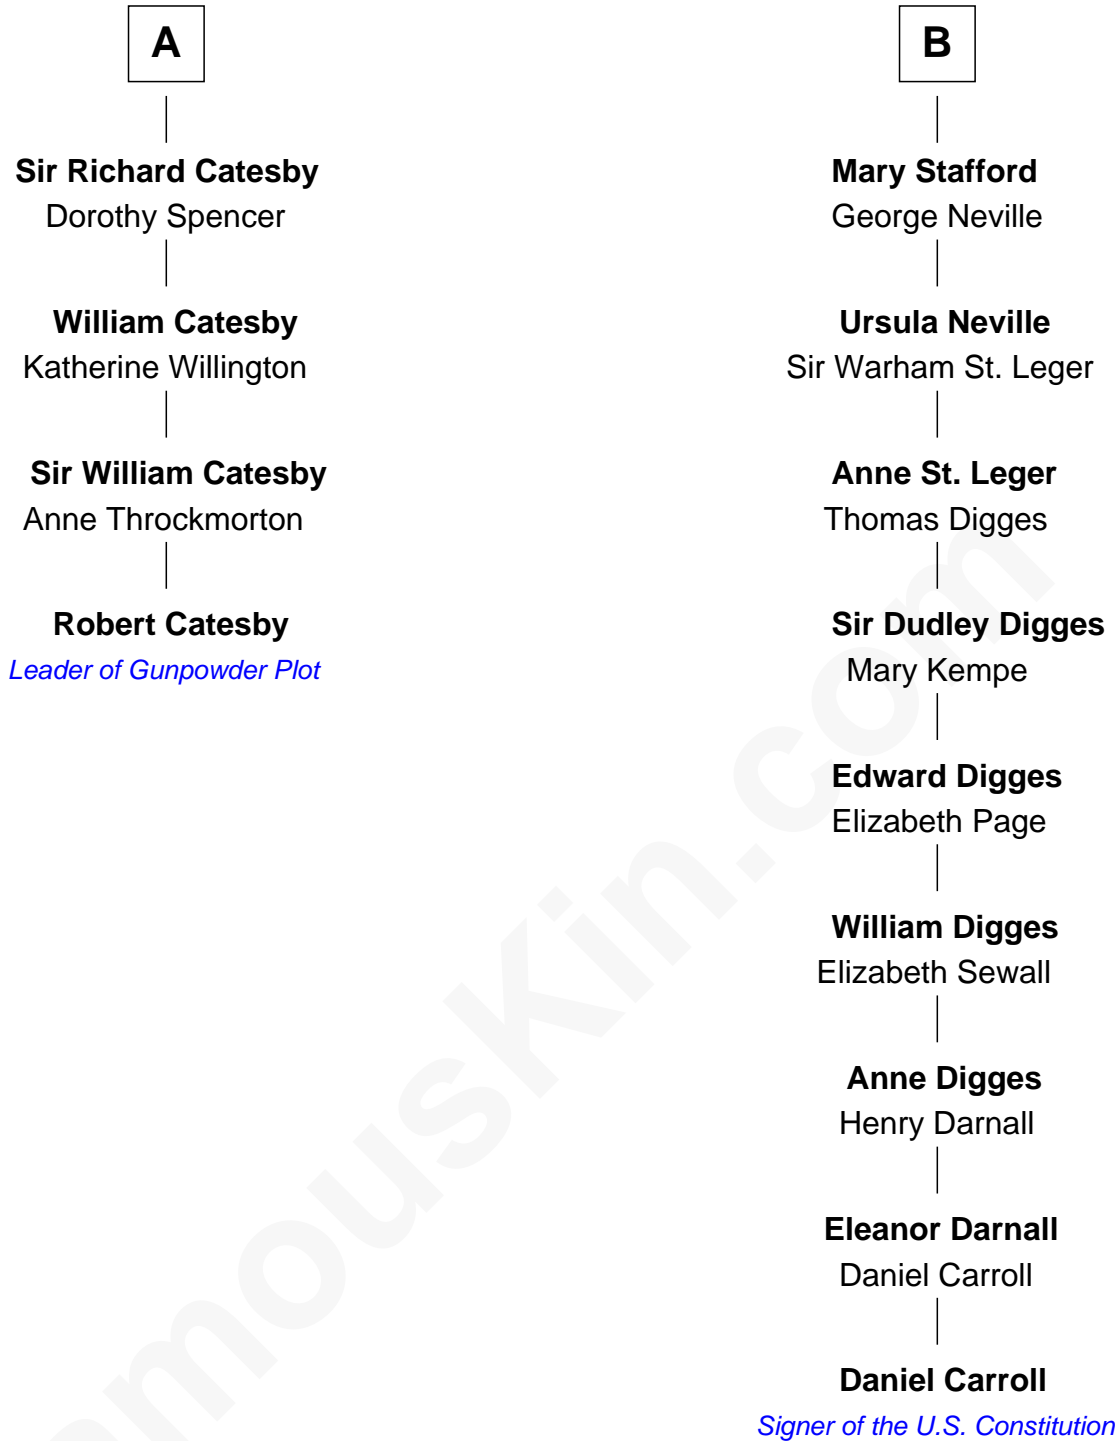 A
Sir Richard Catesby
Dorothy Spencer
William Catesby
Katherine Willington
Sir William Catesby
Anne Throckmorton
Robert Catesby
Leader of Gunpowder Plot
B
Mary Stafford
George Neville
Ursula Neville
Sir Warham St. Leger
Anne St. Leger
Thomas Digges
Sir Dudley Digges
Mary Kempe
Edward Digges
Elizabeth Page
William Digges
Elizabeth Sewall
Anne Digges
Henry Darnall
Eleanor Darnall
Daniel Carroll
Daniel Carroll
Signer of the U.S. Constitution
amouskin.com